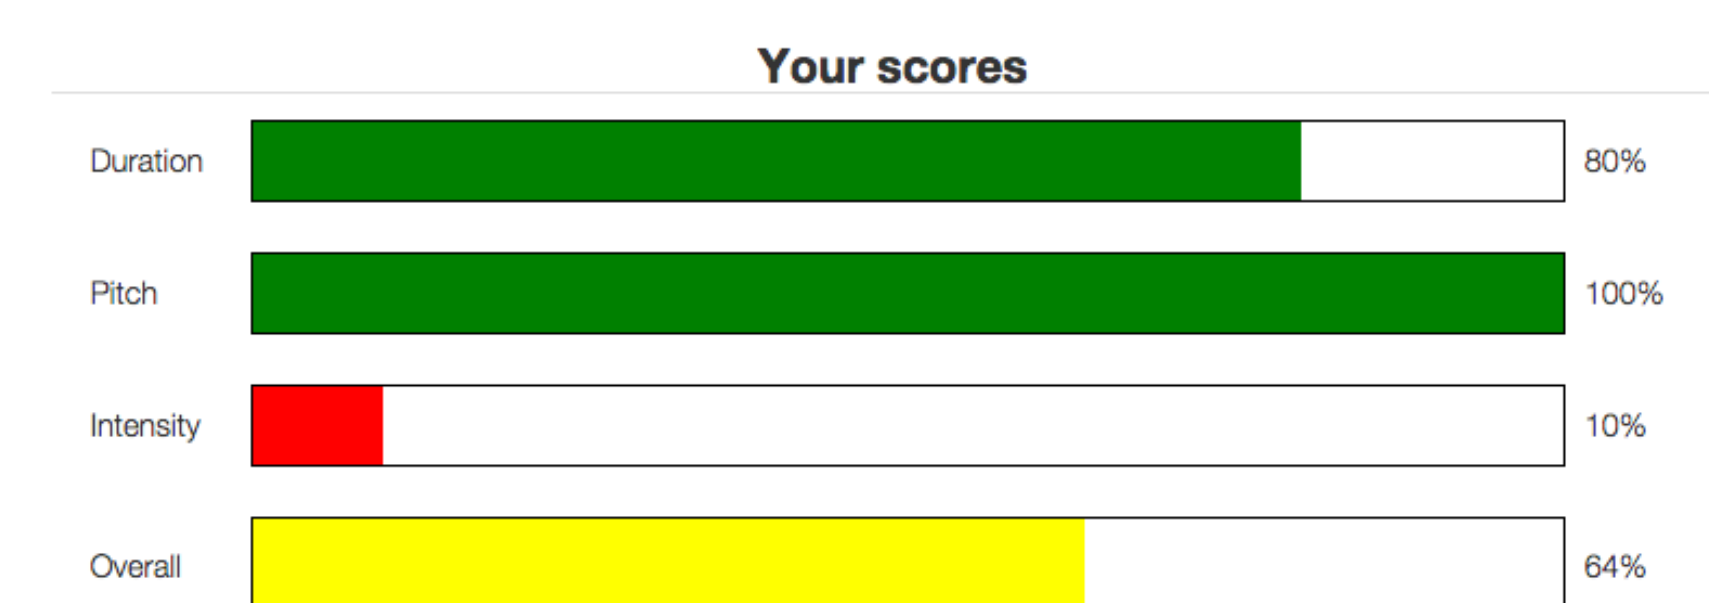 Your scores
Duration 80%
Pitch 100%
Intensity 10%
Overall 64%